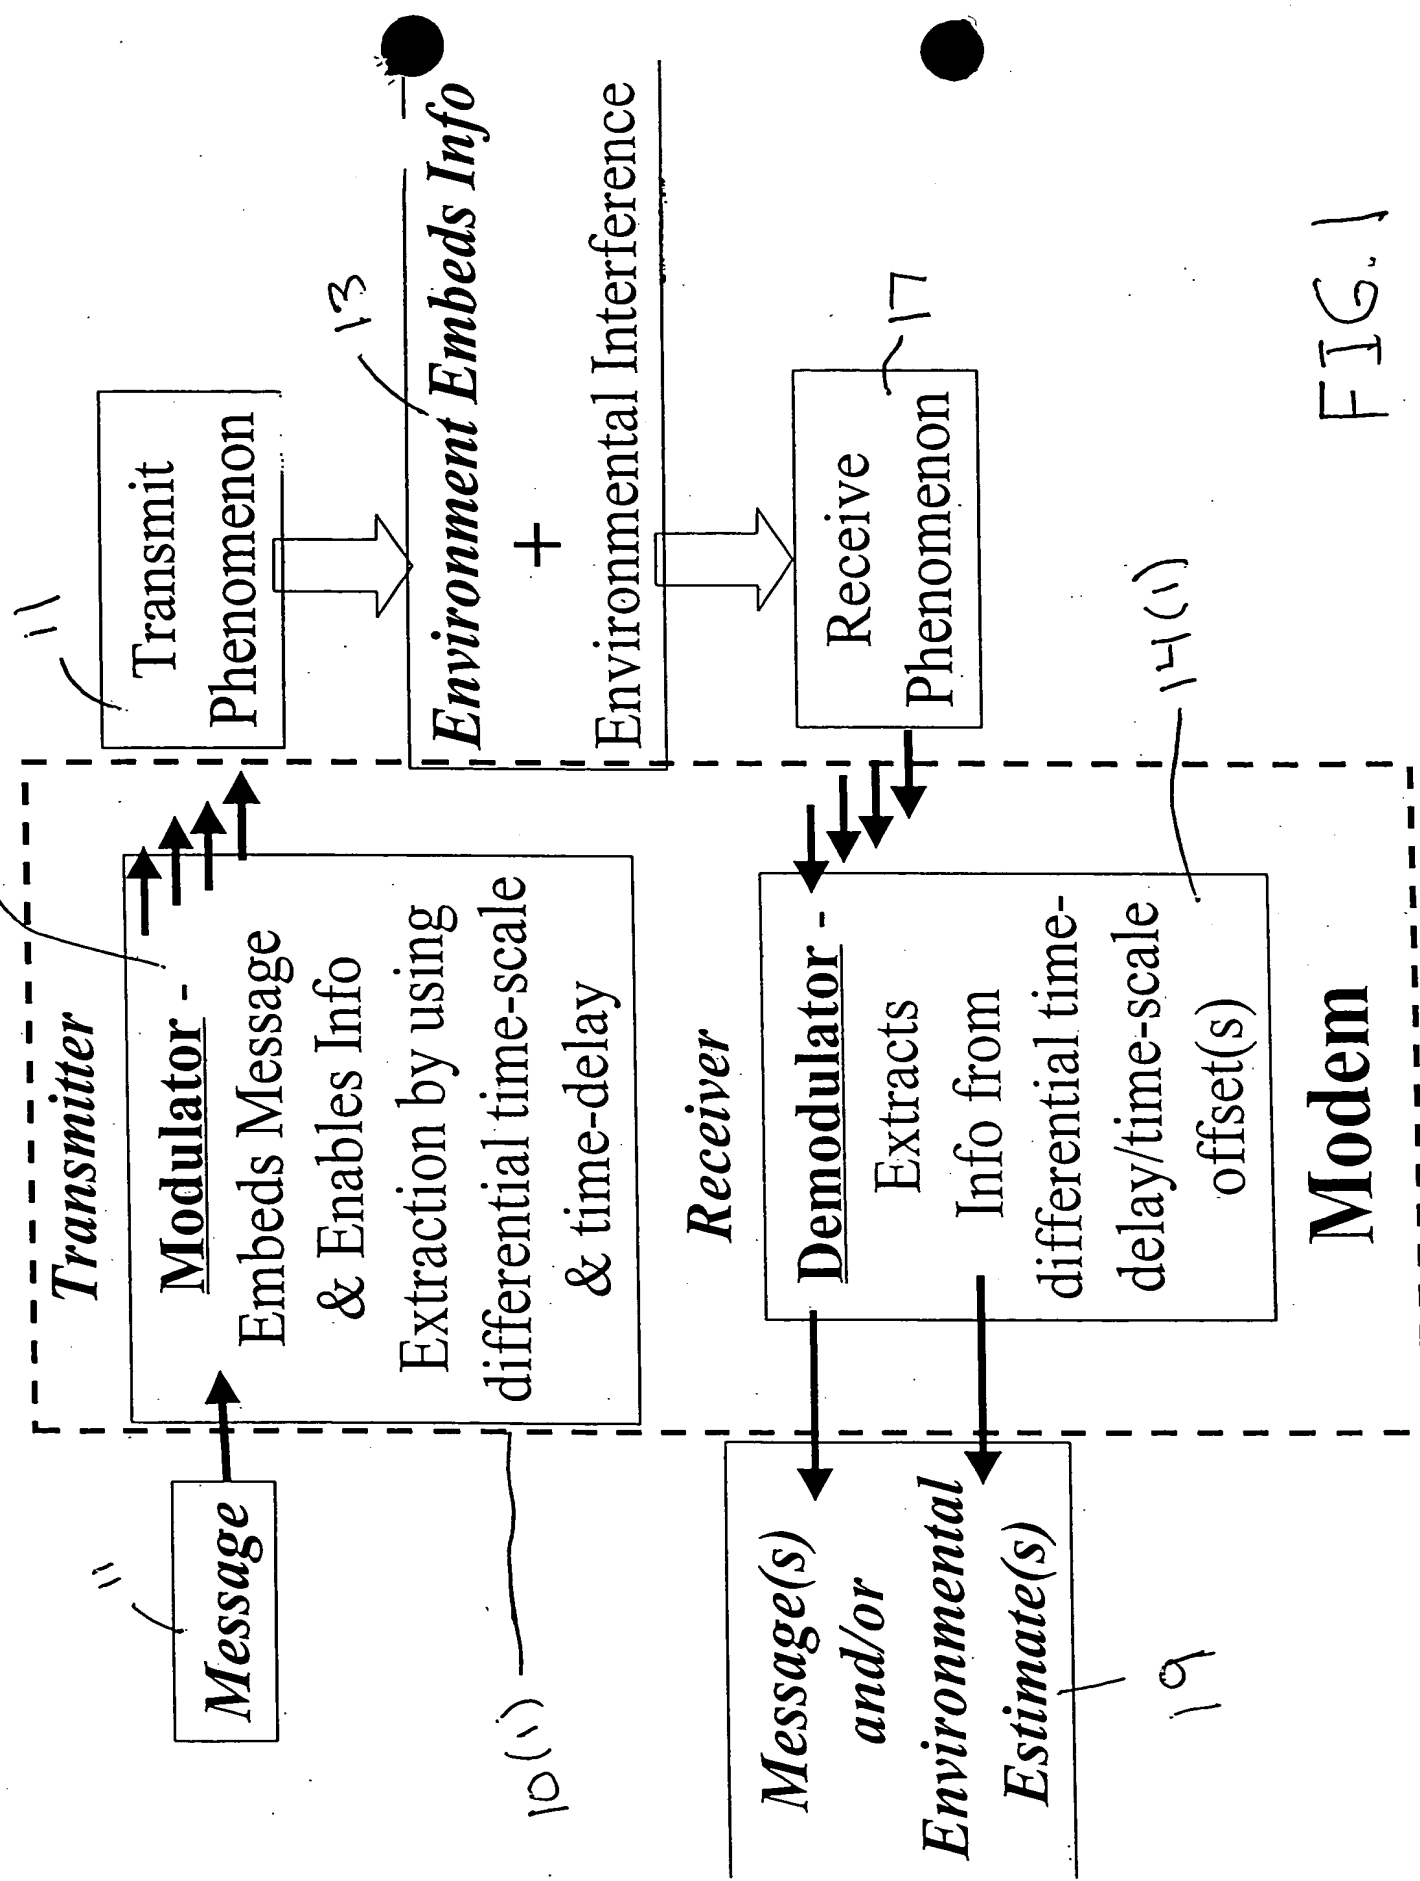 11
Message
10(1)
Transmitter
Modulator -
Embeds Message
& Enables Info
Extraction by using
differential time-scale
& time-delay
11
Transmit
Phenomenon
13
Environment Embeds Info
+
Environmental Interference
17
Receive
Phenomenon
Receiver
Demodulator -
Extracts
Info from
differential time-
delay/time-scale
offset(s)
14(1)
Modem
Message(s)
and/or
Environmental
Estimate(s)
19
FIG. 1